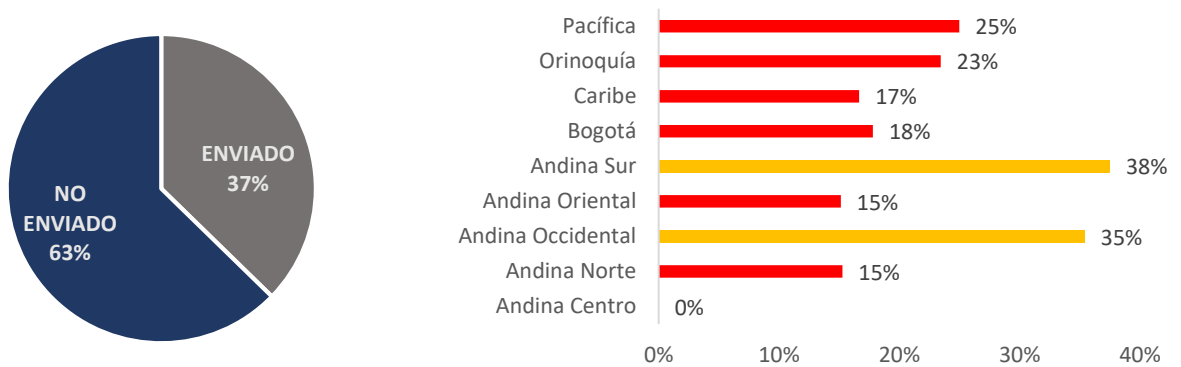 ENVIADO
37%
NO
ENVIADO
63%
Pacífica 25%
Orinoquía 23%
Caribe 17%
Bogotá 18%
Andina Sur 38%
Andina Oriental 15%
Andina Occidental 35%
Andina Norte 15%
Andina Centro 0%
0% 10% 20% 30% 40%